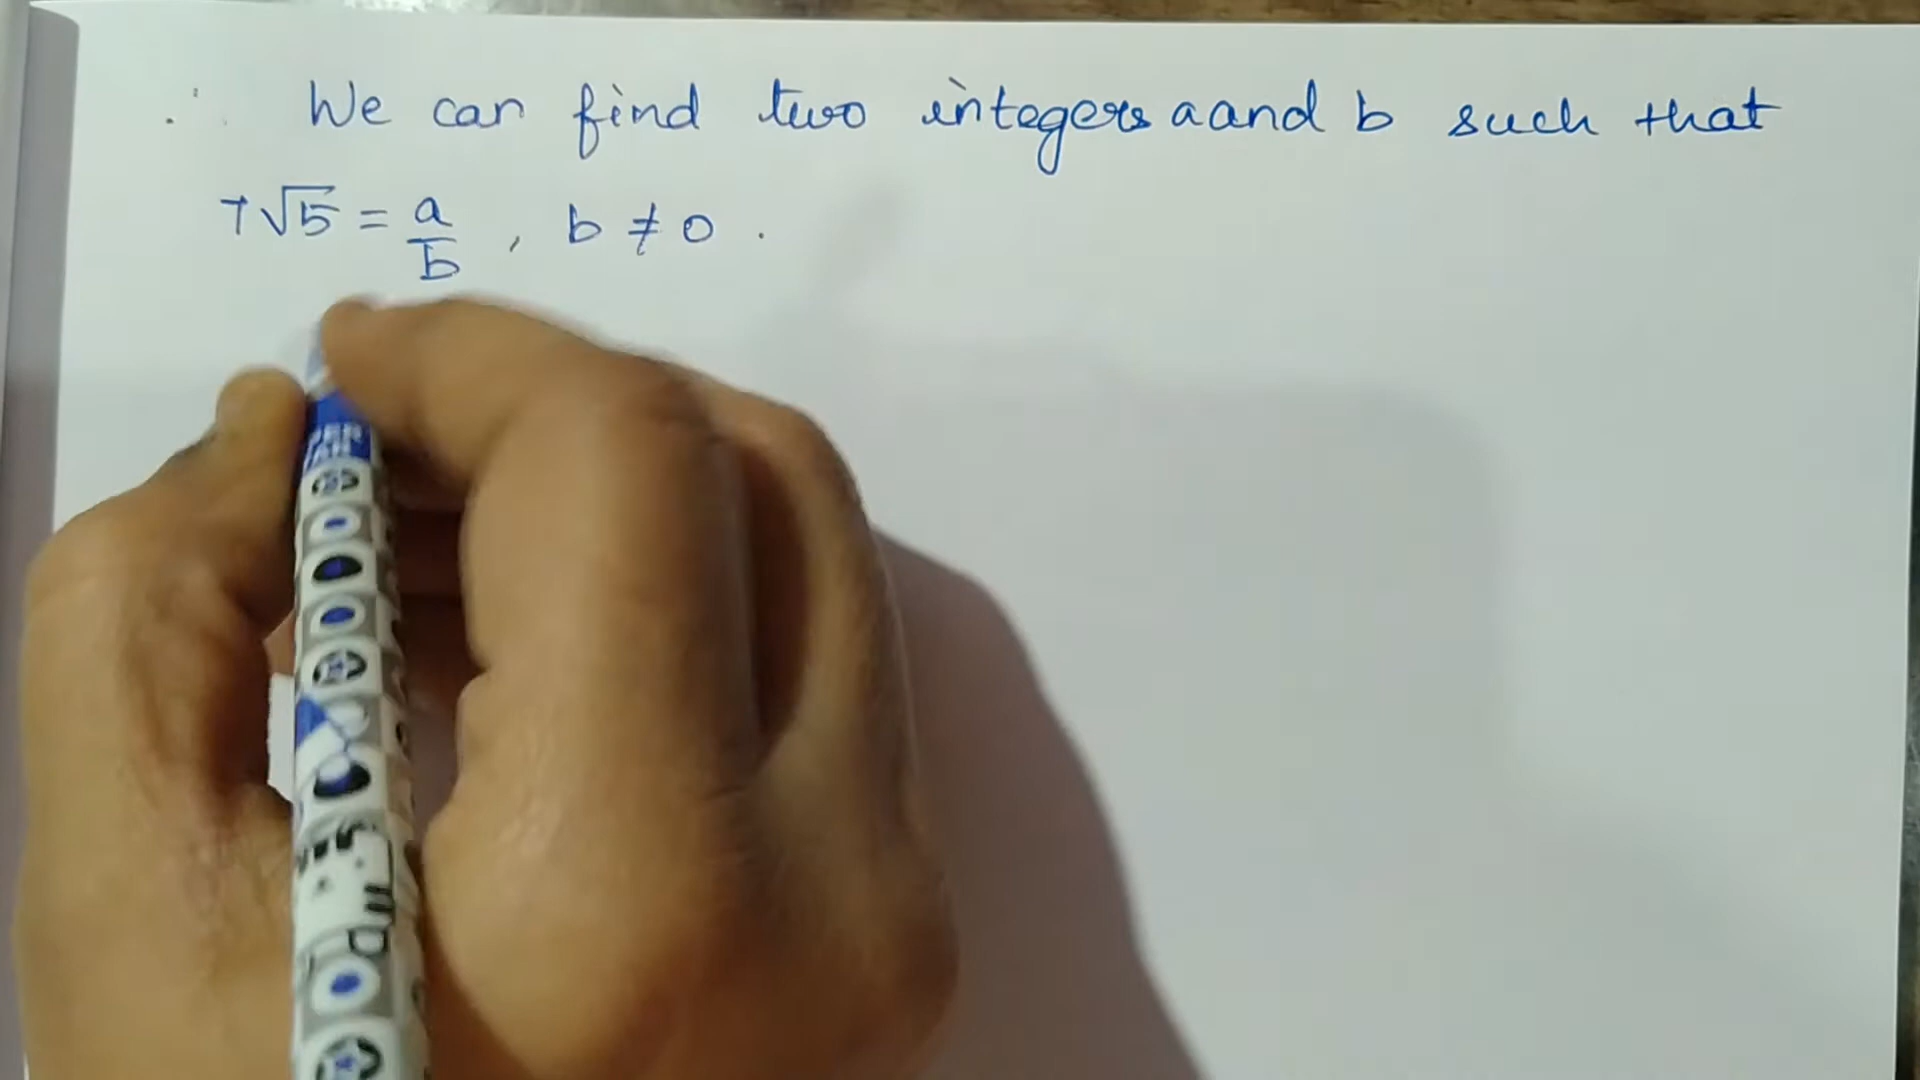 ∴ We can find two integers a and b such that
7√5 = a/b , b ≠ 0 .